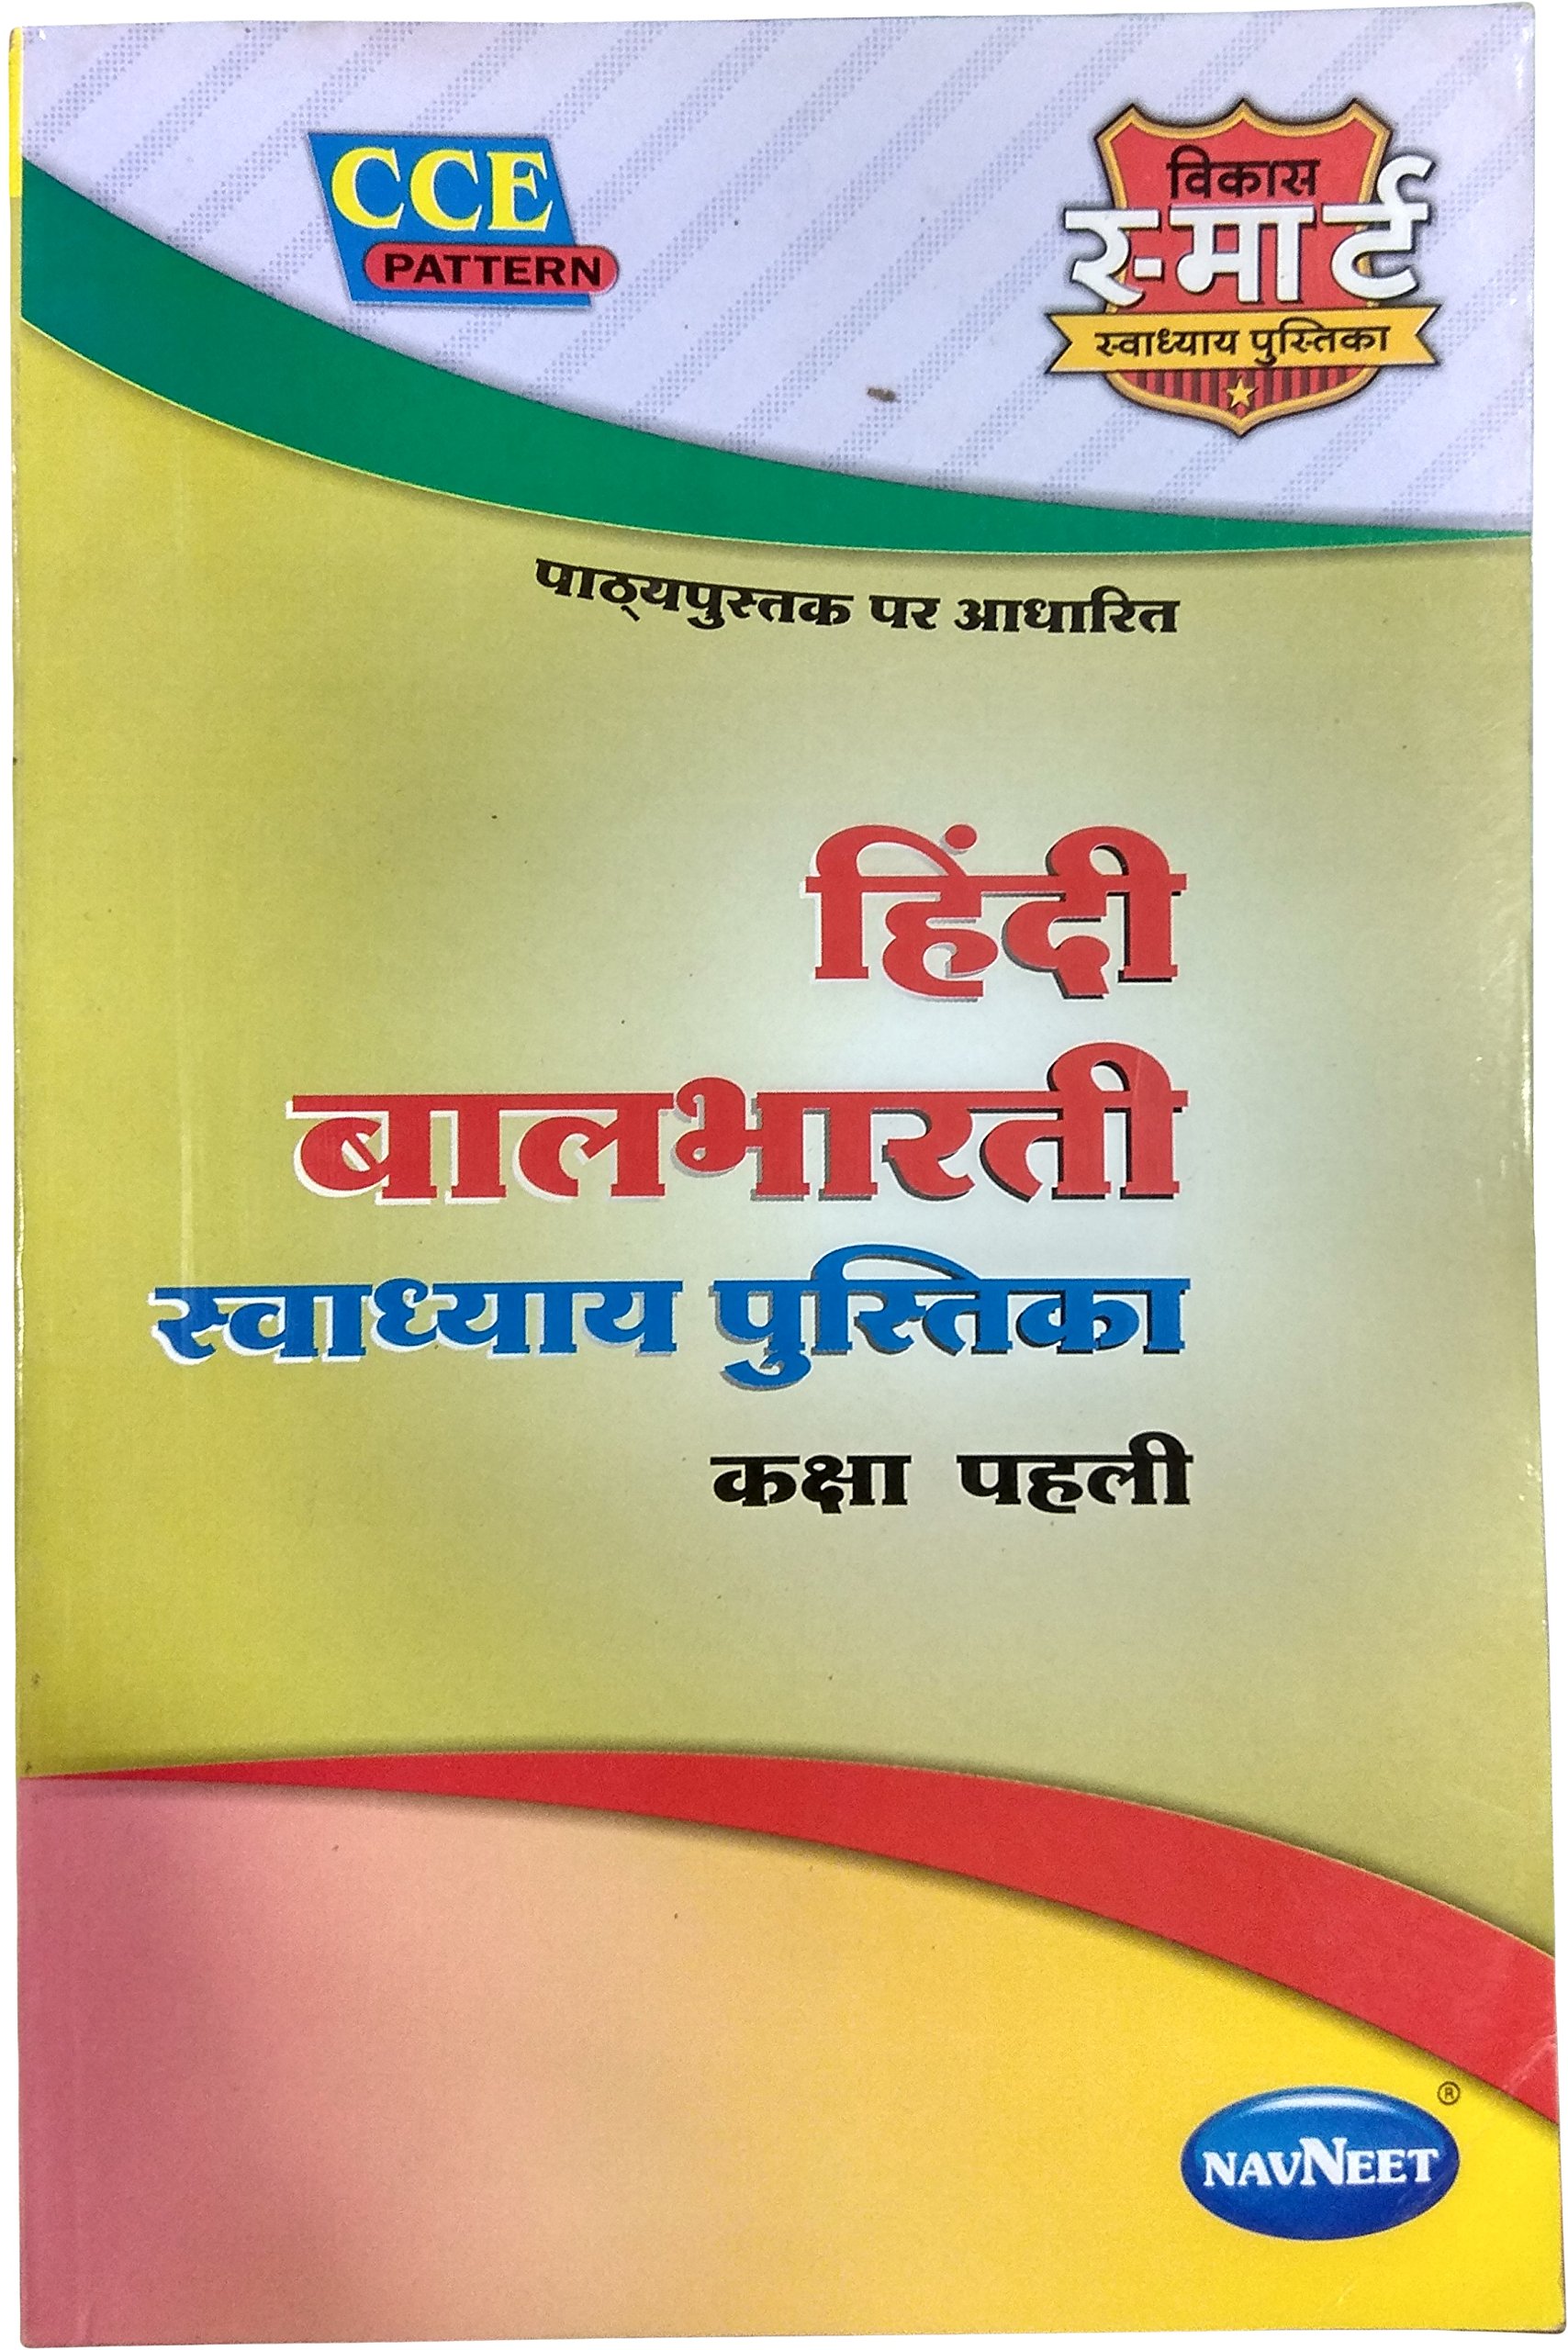 CCE
PATTERN
विकास
स्मार्ट
स्वाध्याय पुस्तिका
पाठ्यपुस्तक पर आधारित
हिंदी
बालभारती
स्वाध्याय पुस्तिका
कक्षा पहली
NAVNEET ®